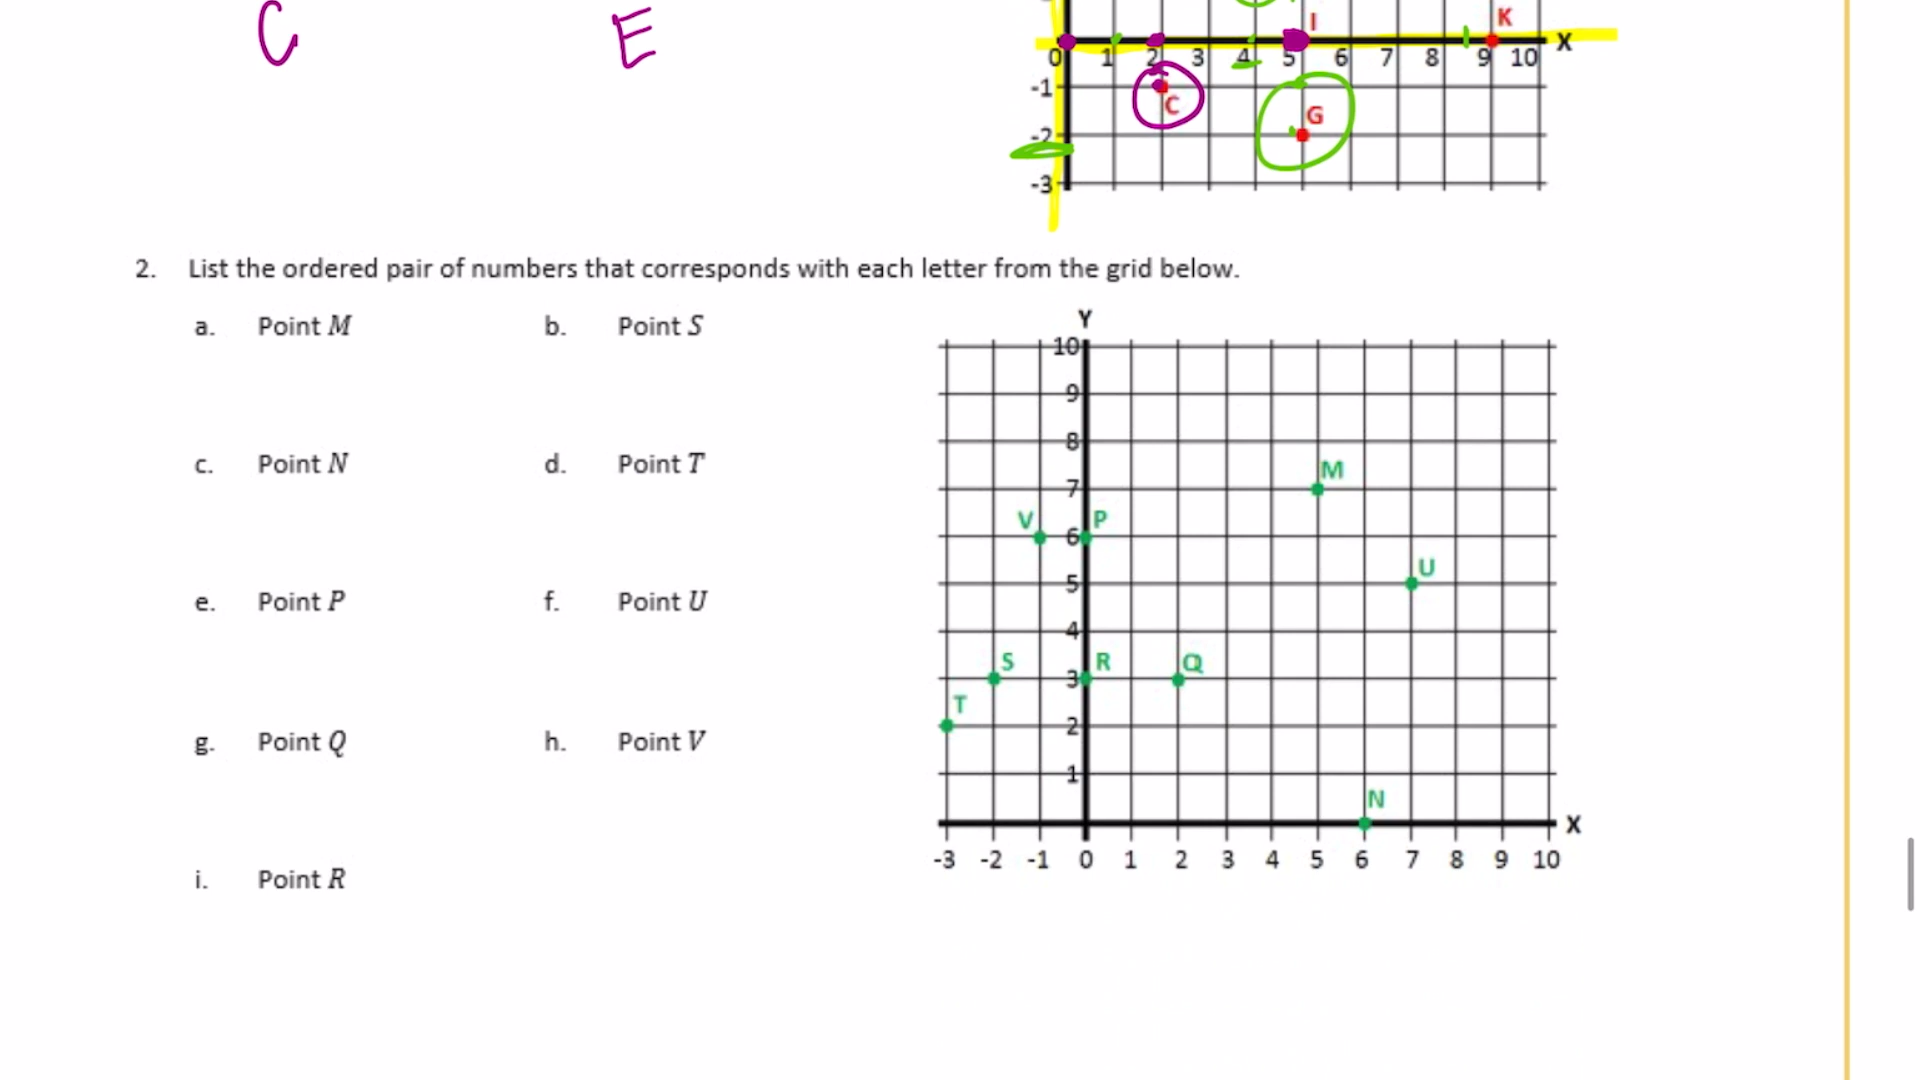 C E
I K
0 1 2 3 4 5 6 7 8 9 10 X
-1
C
G
-2
-3
2. List the ordered pair of numbers that corresponds with each letter from the grid below.
a. Point M b. Point S
c. Point N d. Point T
e. Point P f. Point U
g. Point Q h. Point V
i. Point R
Y
10
9
8
M
7
V P
6
U
5
4
S R Q
3
T
2
1
N
X
-3 -2 -1 0 1 2 3 4 5 6 7 8 9 10